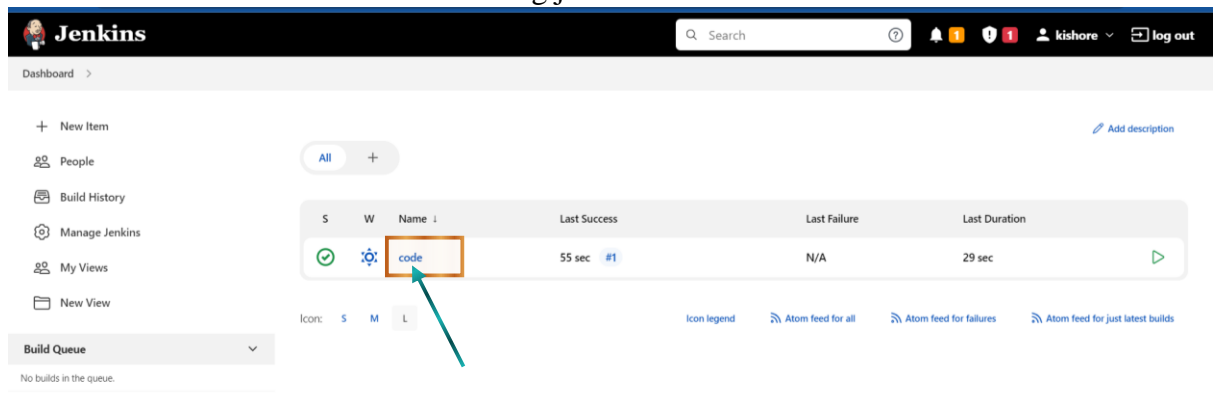 Jenkins
Search
1
1
kishore
log out
Dashboard >
New Item
People
Build History
Manage Jenkins
My Views
New View
Build Queue
No builds in the queue.
Add description
All +
S W Name ↓ Last Success Last Failure Last Duration
code 55 sec #1 N/A 29 sec
Icon: S M L
Icon legend
Atom feed for all
Atom feed for failures
Atom feed for just latest builds